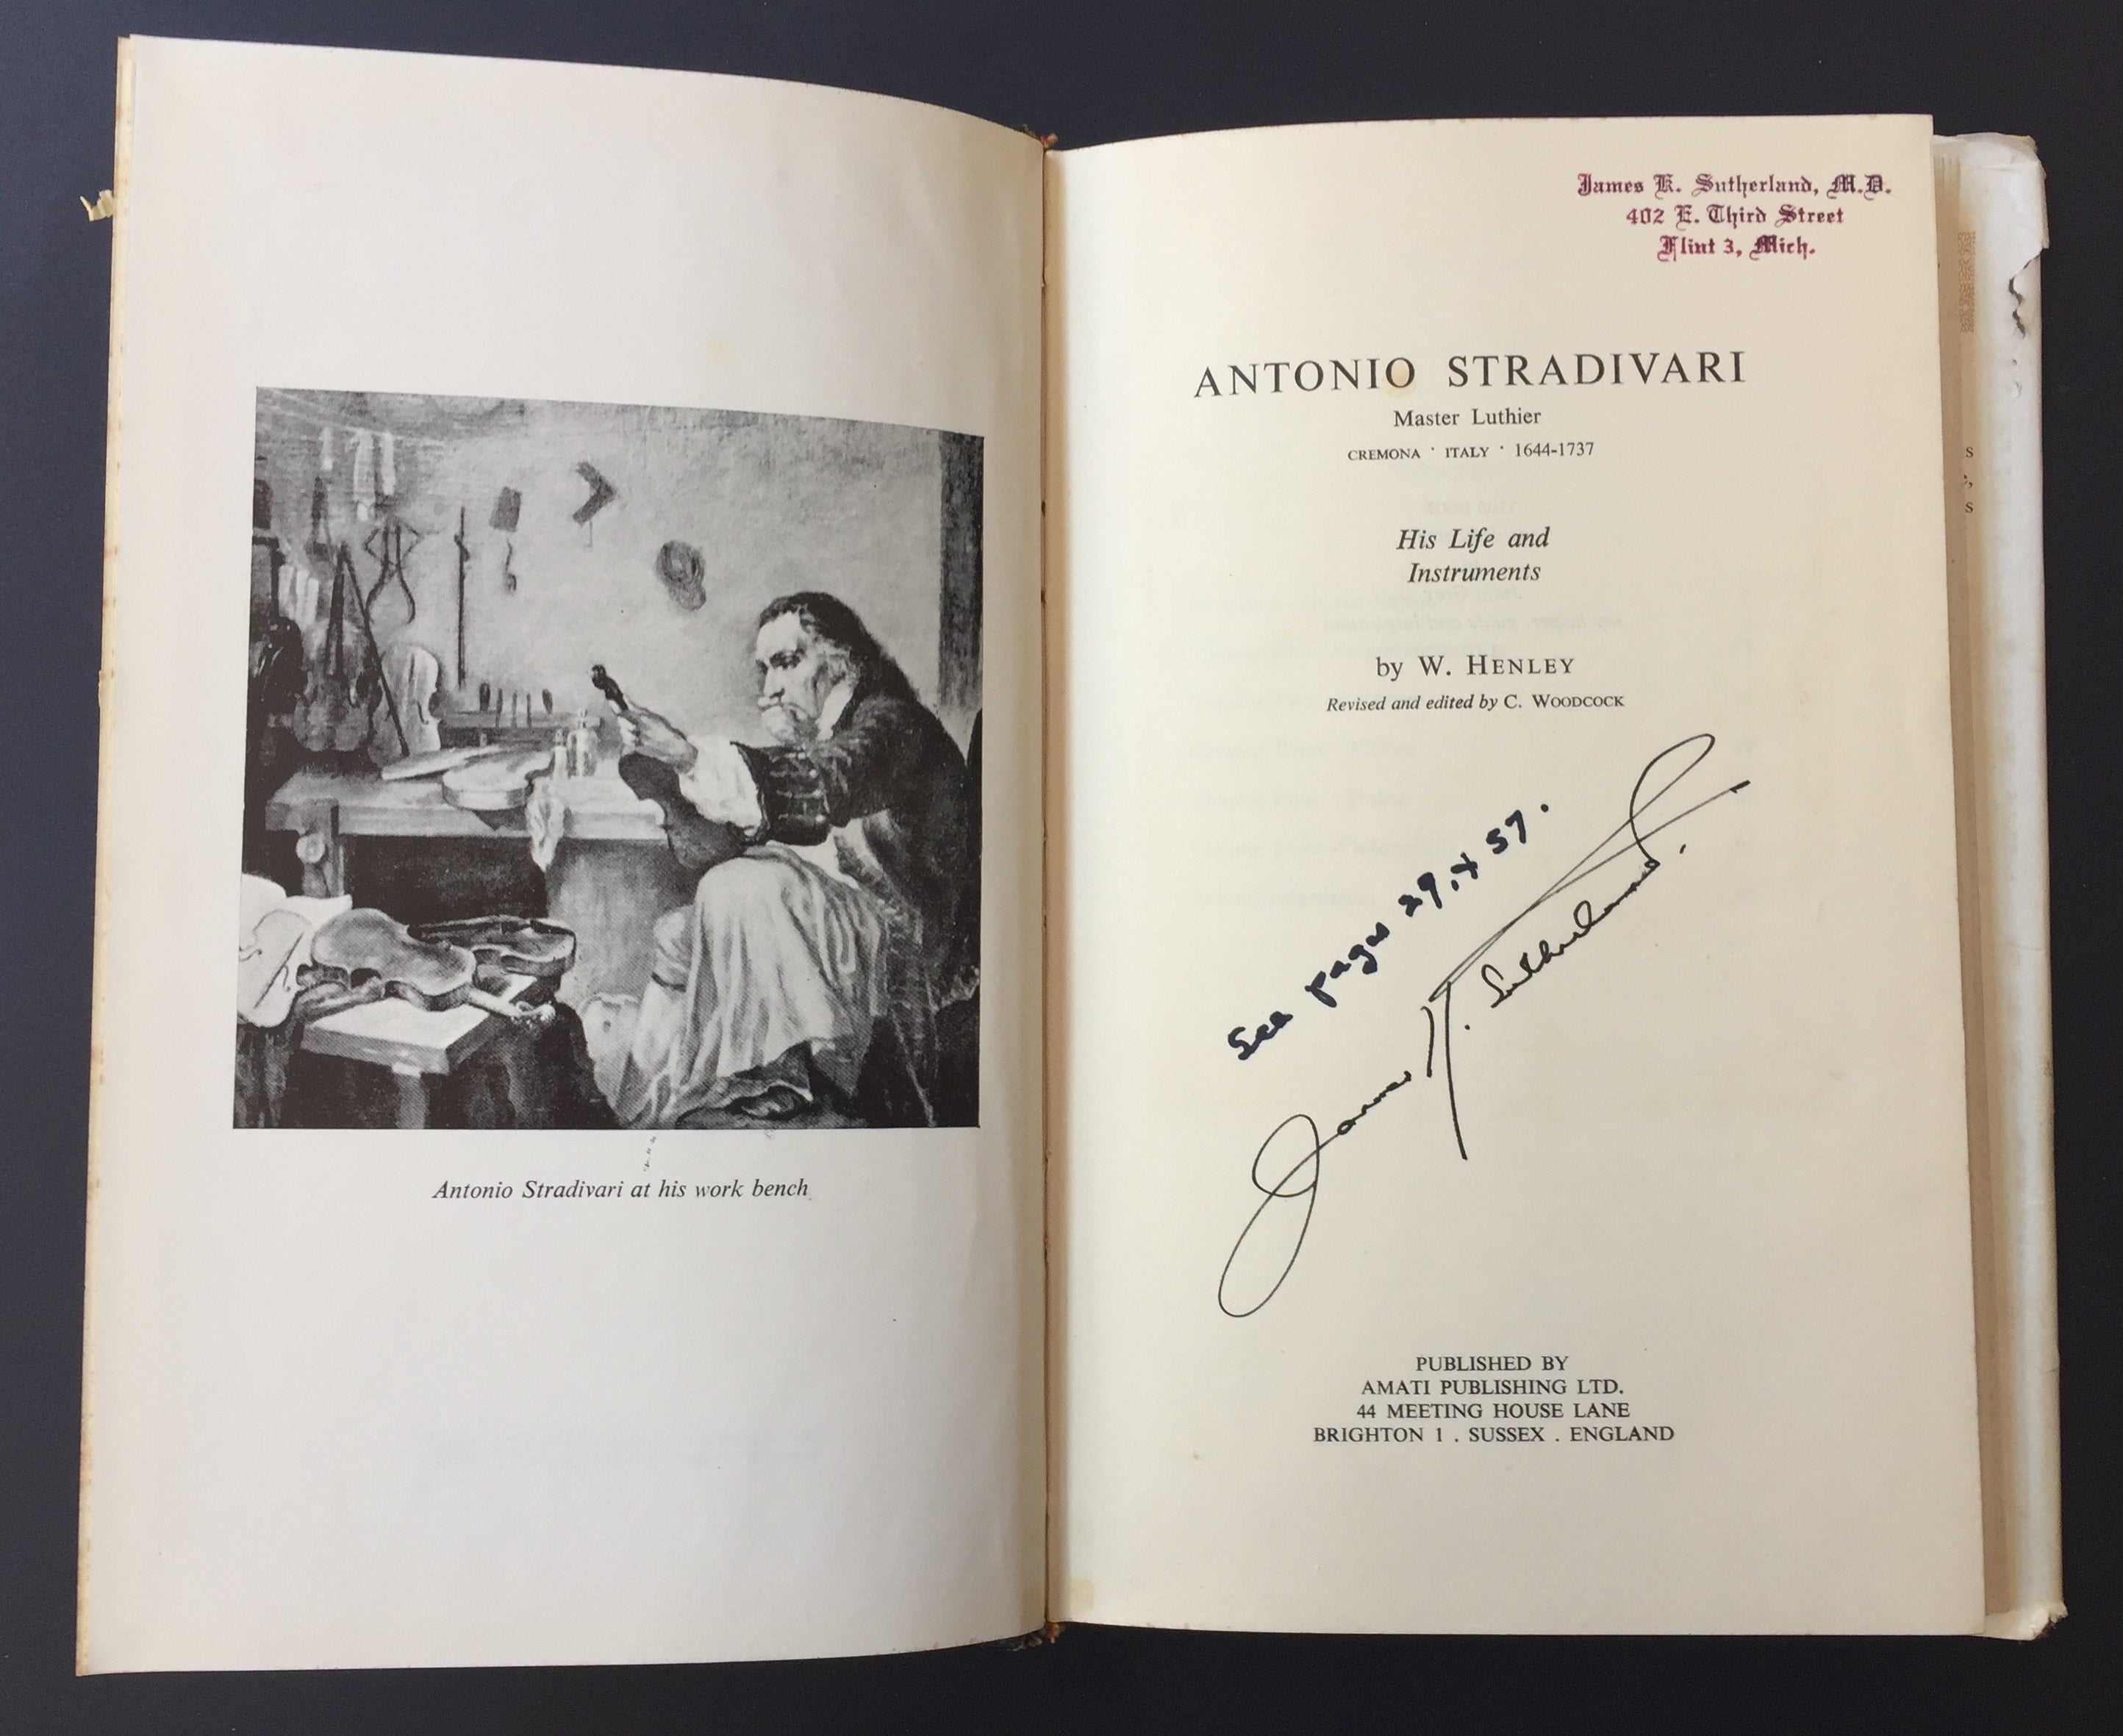 Antonio Stradivari at his work bench
James K. Sutherland, M.D.
402 E. Third Street
Flint 3, Mich.
ANTONIO STRADIVARI
Master Luthier
CREMONA · ITALY · 1644-1737
His Life and
Instruments
by W. HENLEY
Revised and edited by C. WOODCOCK
See pages 29.+ 57.
James K. Sutherland.
PUBLISHED BY
AMATI PUBLISHING LTD.
44 MEETING HOUSE LANE
BRIGHTON 1 . SUSSEX . ENGLAND